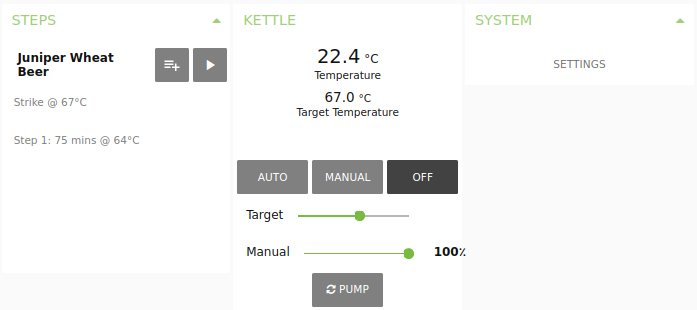 STEPS
Juniper Wheat
Beer
Strike @ 67°C
Step 1: 75 mins @ 64°C
KETTLE
22.4 °C
Temperature
67.0 °C
Target Temperature
AUTO
MANUAL
OFF
Target
Manual
100%
PUMP
SYSTEM
SETTINGS